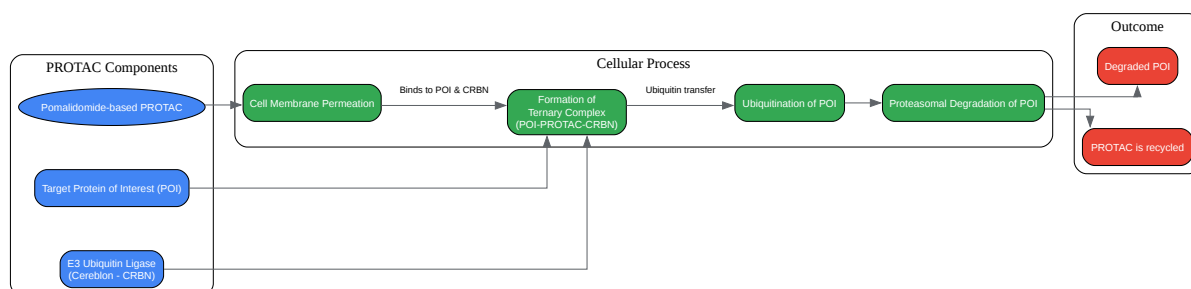 PROTAC Components
Pomalidomide-based PROTAC
Target Protein of Interest (POI)
E3 Ubiquitin Ligase
(Cereblon - CRBN)
Cellular Process
Cell Membrane Permeation
Binds to POI & CRBN
Formation of
Ternary Complex
(POI-PROTAC-CRBN)
Ubiquitin transfer
Ubiquitination of POI
Proteasomal Degradation of POI
Outcome
Degraded POI
PROTAC is recycled